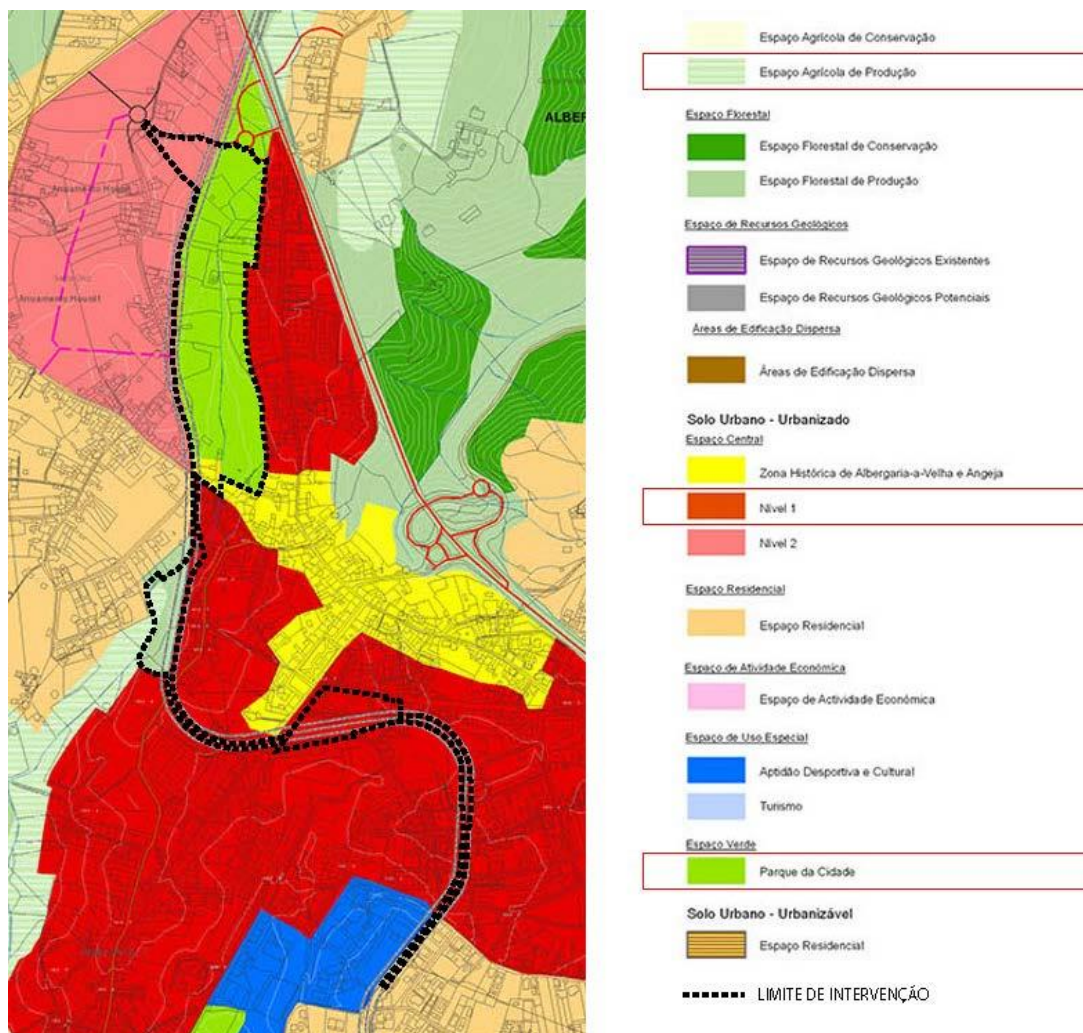 ALBER
Arruamento Haunêt
Arruamento Haunêt
Espaço Agrícola de Conservação
Espaço Agrícola de Produção
Espaço Florestal
Espaço Florestal de Conservação
Espaço Florestal de Produção
Espaço de Recursos Geológicos
Espaço de Recursos Geológicos Existentes
Espaço de Recursos Geológicos Potenciais
Áreas de Edificação Dispersa
Áreas de Edificação Dispersa
Solo Urbano - Urbanizado
Espaço Central
Zona Histórica de Albergaria-a-Velha e Angeja
Nível 1
Nível 2
Espaço Residencial
Espaço Residencial
Espaço de Atividade Económica
Espaço de Actividade Económica
Espaço de Uso Especial
Aptidão Desportiva e Cultural
Turismo
Espaço Verde
Parque da Cidade
Solo Urbano - Urbanizável
Espaço Residencial
LIMITE DE INTERVENÇÃO